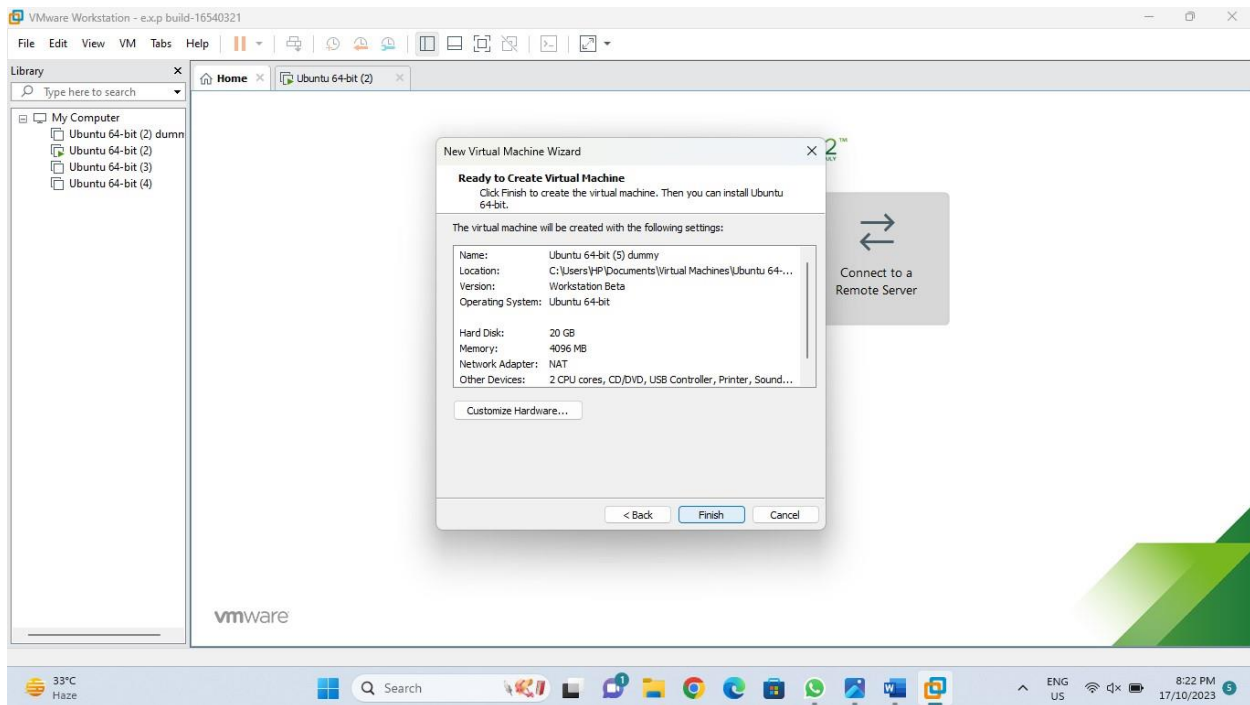 VMware Workstation - e.x.p build-16540321
File Edit View VM Tabs Help
Library
Type here to search
Home
Ubuntu 64-bit (2)
My Computer
Ubuntu 64-bit (2) dumm
Ubuntu 64-bit (2)
Ubuntu 64-bit (3)
Ubuntu 64-bit (4)
2™
New Virtual Machine Wizard
Ready to Create Virtual Machine
Click Finish to create the virtual machine. Then you can install Ubuntu
64-bit.
The virtual machine will be created with the following settings:
Name: Ubuntu 64-bit (5) dummy
Location: C:\Users\HP\Documents\Virtual Machines\Ubuntu 64-...
Version: Workstation Beta
Operating System: Ubuntu 64-bit
Hard Disk: 20 GB
Memory: 4096 MB
Network Adapter: NAT
Other Devices: 2 CPU cores, CD/DVD, USB Controller, Printer, Sound...
Customize Hardware...
< Back Finish Cancel
Connect to a
Remote Server
vmware
33°C
Haze
Search
1
ENG
US
8:22 PM
17/10/2023
5